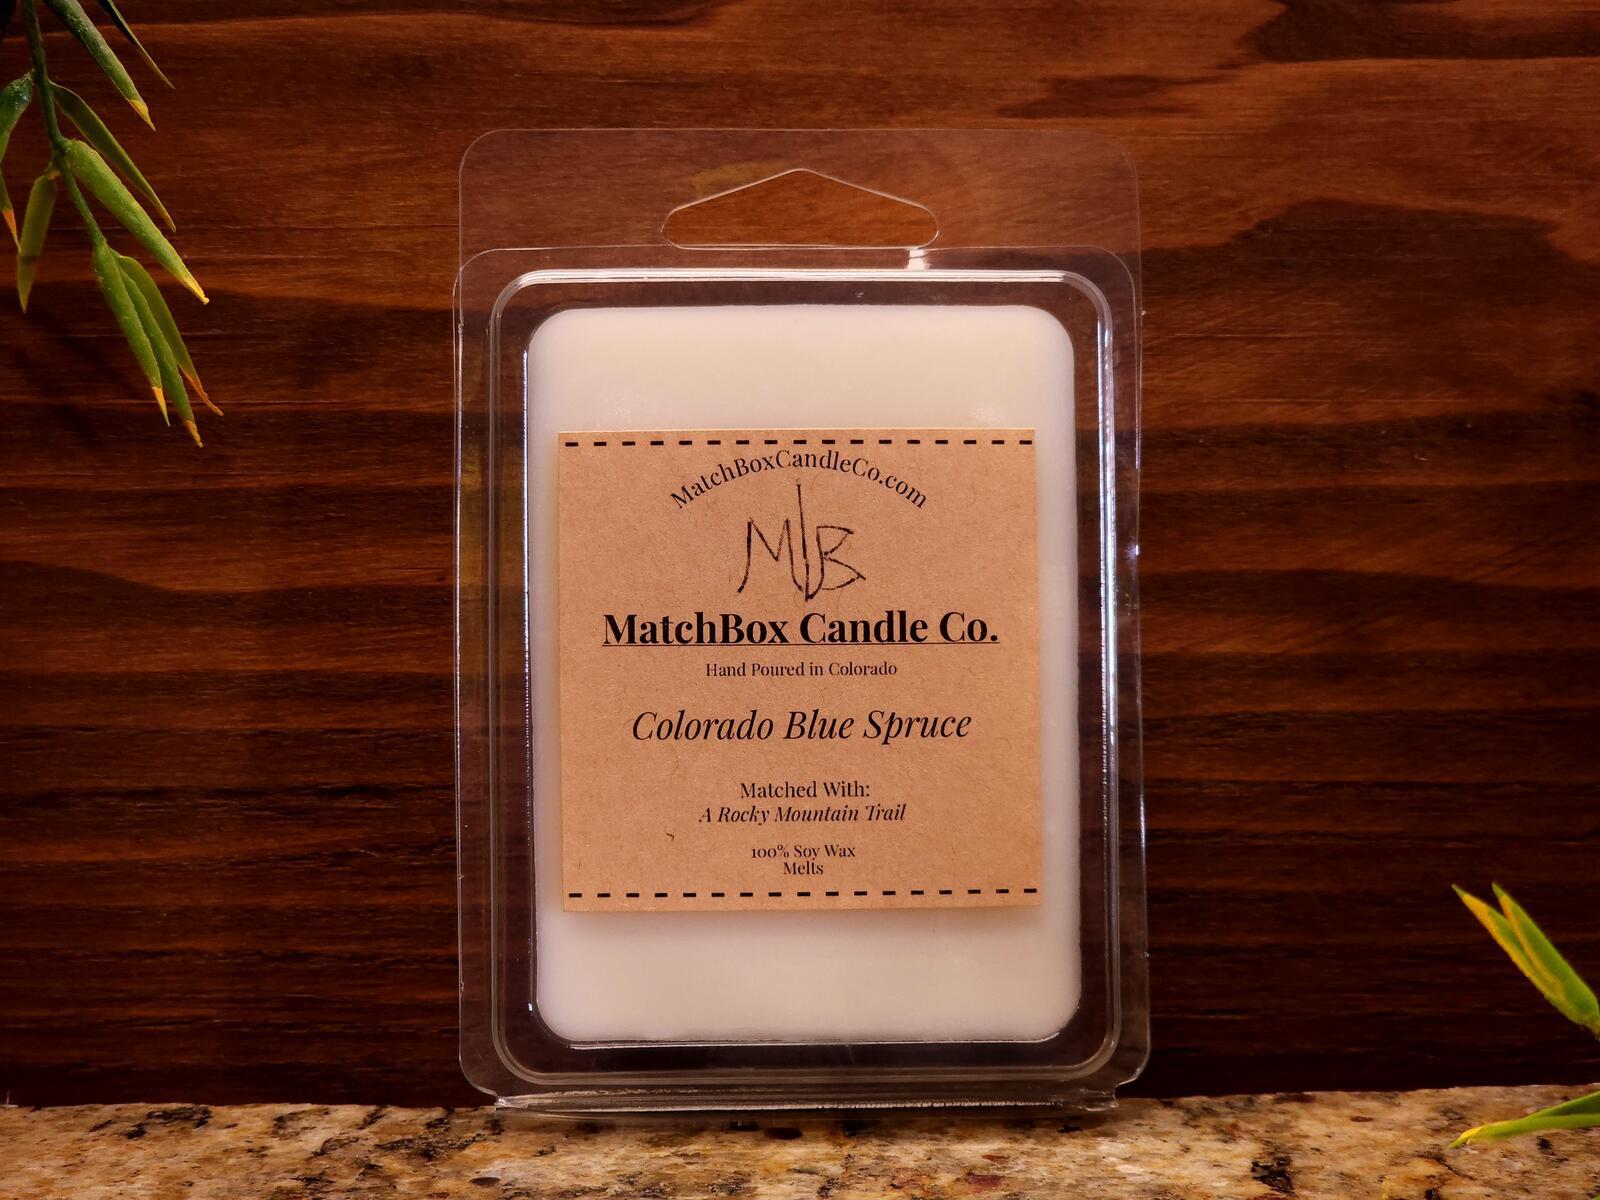 MatchBoxCandleCo.com
MB
MatchBox Candle Co.
Hand Poured in Colorado
Colorado Blue Spruce
Matched With:
A Rocky Mountain Trail
100% Soy Wax
Melts